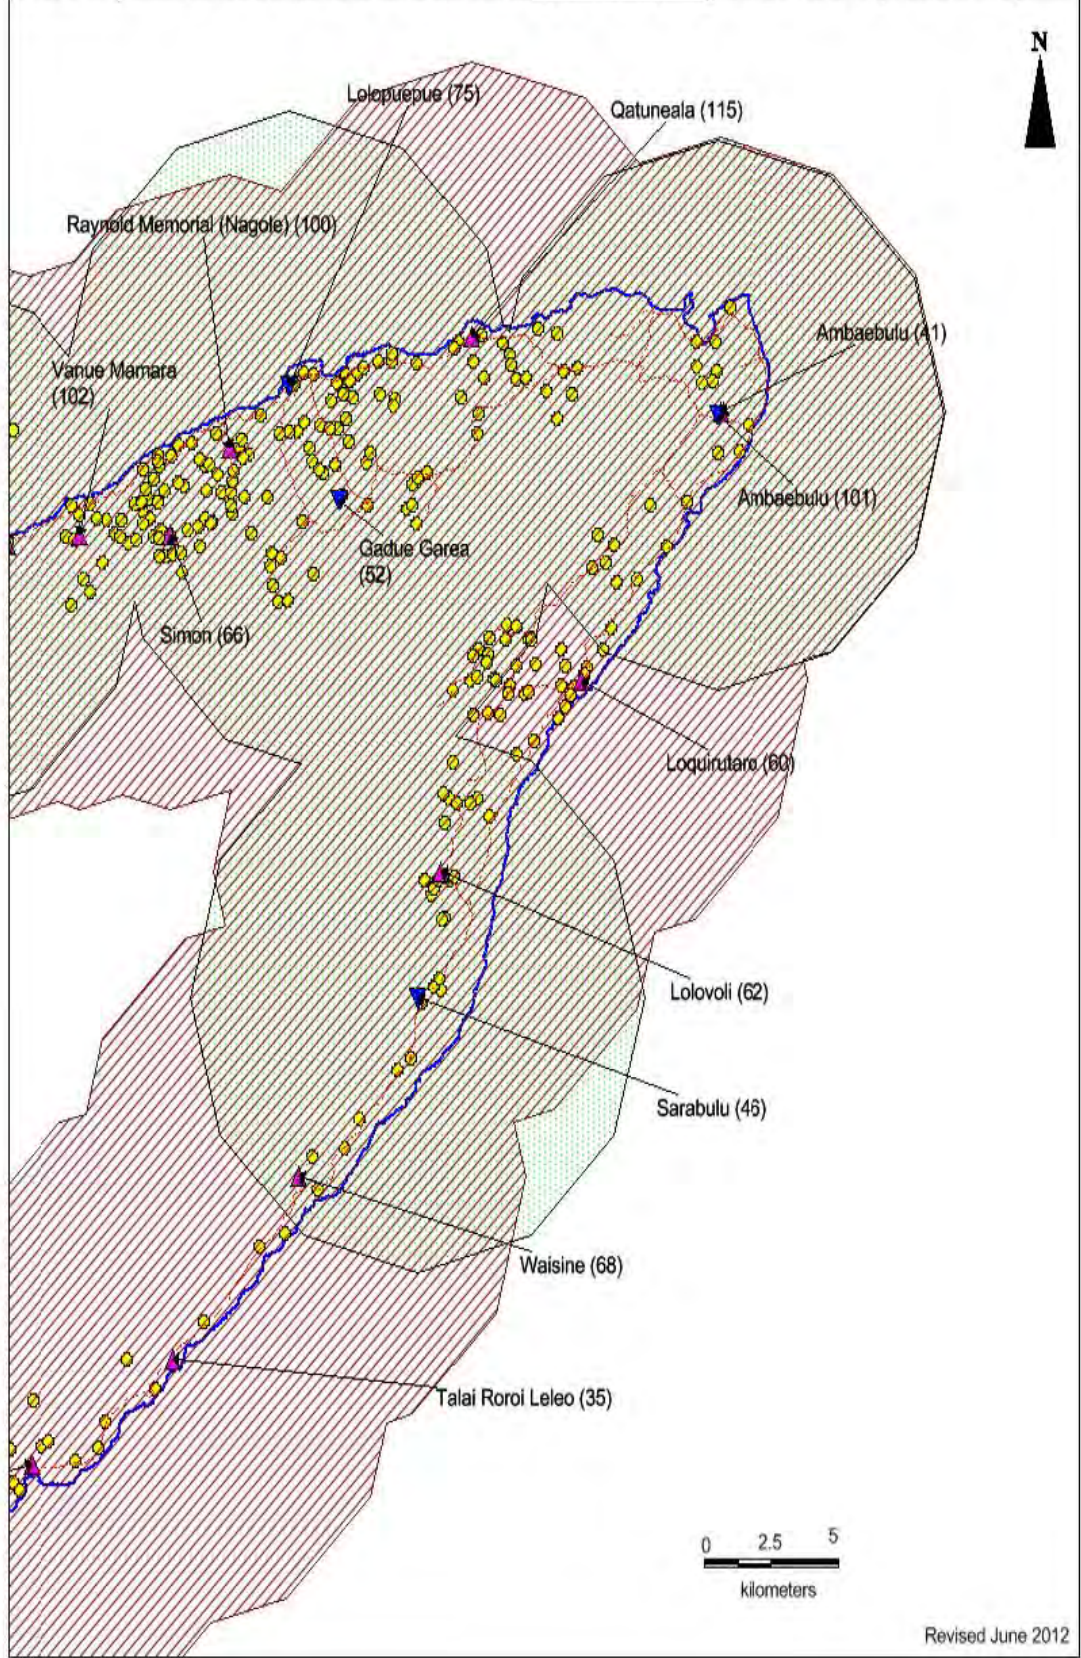 N
Lolopuepue (75)
Qatuneala (115)
Raynold Memorial (Nagole) (100)
Ambaebulu (41)
Vanue Mamara
(102)
Ambaebulu (101)
Gadue Garea
(52)
Simon (66)
Loquirutaro (60)
Lolovoli (62)
Sarabulu (46)
Waisine (68)
Talai Roroi Leleo (35)
0 2.5 5
kilometers
Revised June 2012